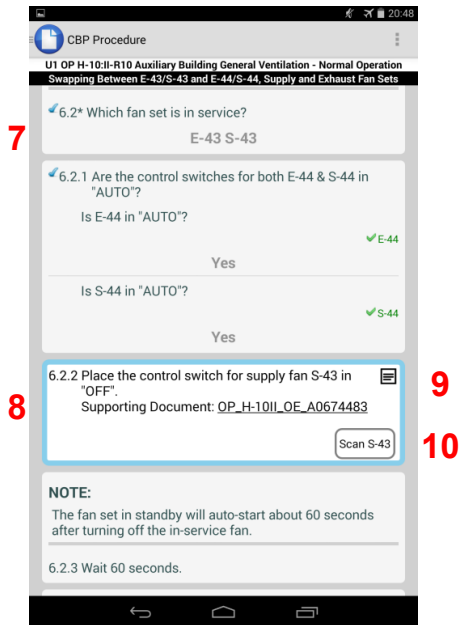 20:48
CBP Procedure
U1 OP H-10:II-R10 Auxiliary Building General Ventilation - Normal Operation
Swapping Between E-43/S-43 and E-44/S-44, Supply and Exhaust Fan Sets
7
6.2* Which fan set is in service?
E-43 S-43
6.2.1 Are the control switches for both E-44 & S-44 in
"AUTO"?
Is E-44 in "AUTO"?
E-44
Yes
Is S-44 in "AUTO"?
S-44
Yes
8
6.2.2 Place the control switch for supply fan S-43 in
"OFF".
Supporting Document: OP_H-10II_OE_A0674483
9
Scan S-43
10
NOTE:
The fan set in standby will auto-start about 60 seconds
after turning off the in-service fan.
6.2.3 Wait 60 seconds.